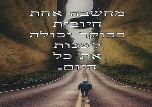 מחשבה אחת
חיובית
בבוקר יכולה
לשנות
את כל
היום.